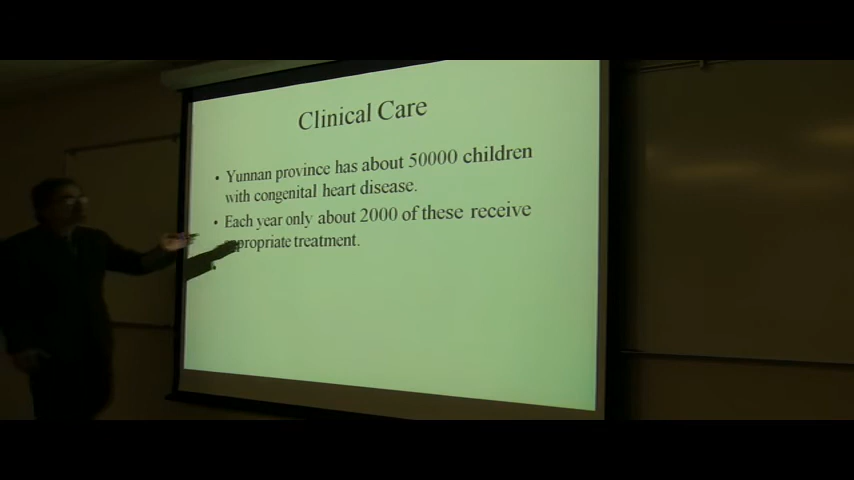 Clinical Care
• Yunnan province has about 50000 children
with congenital heart disease.
• Each year only about 2000 of these receive
appropriate treatment.